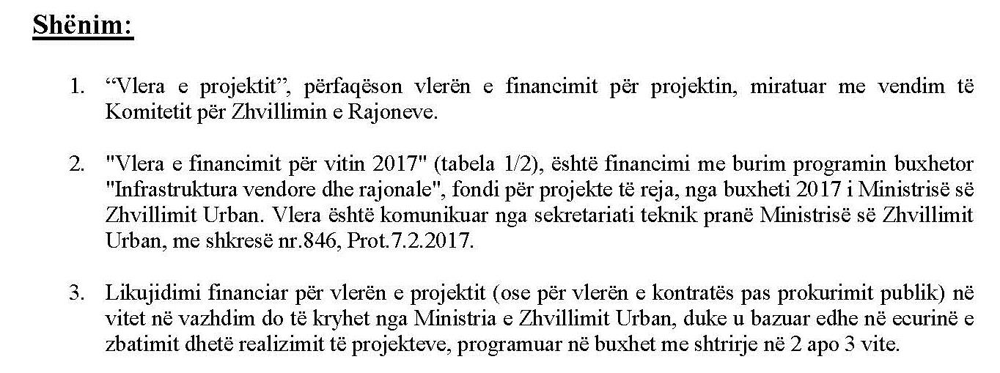 Shënim:
1. “Vlera e projektit”, përfaqëson vlerën e financimit për projektin, miratuar me vendim të
Komitetit për Zhvillimin e Rajoneve.
2. "Vlera e financimit për vitin 2017" (tabela 1/2), është financimi me burim programin buxhetor
"Infrastruktura vendore dhe rajonale", fondi për projekte të reja, nga buxheti 2017 i Ministrisë së
Zhvillimit Urban. Vlera është komunikuar nga sekretariati teknik pranë Ministrisë së Zhvillimit
Urban, me shkresë nr.846, Prot.7.2.2017.
3. Likujidimi financiar për vlerën e projektit (ose për vlerën e kontratës pas prokurimit publik) në
vitet në vazhdim do të kryhet nga Ministria e Zhvillimit Urban, duke u bazuar edhe në ecurinë e
zbatimit dhetë realizimit të projekteve, programuar në buxhet me shtrirje në 2 apo 3 vite.